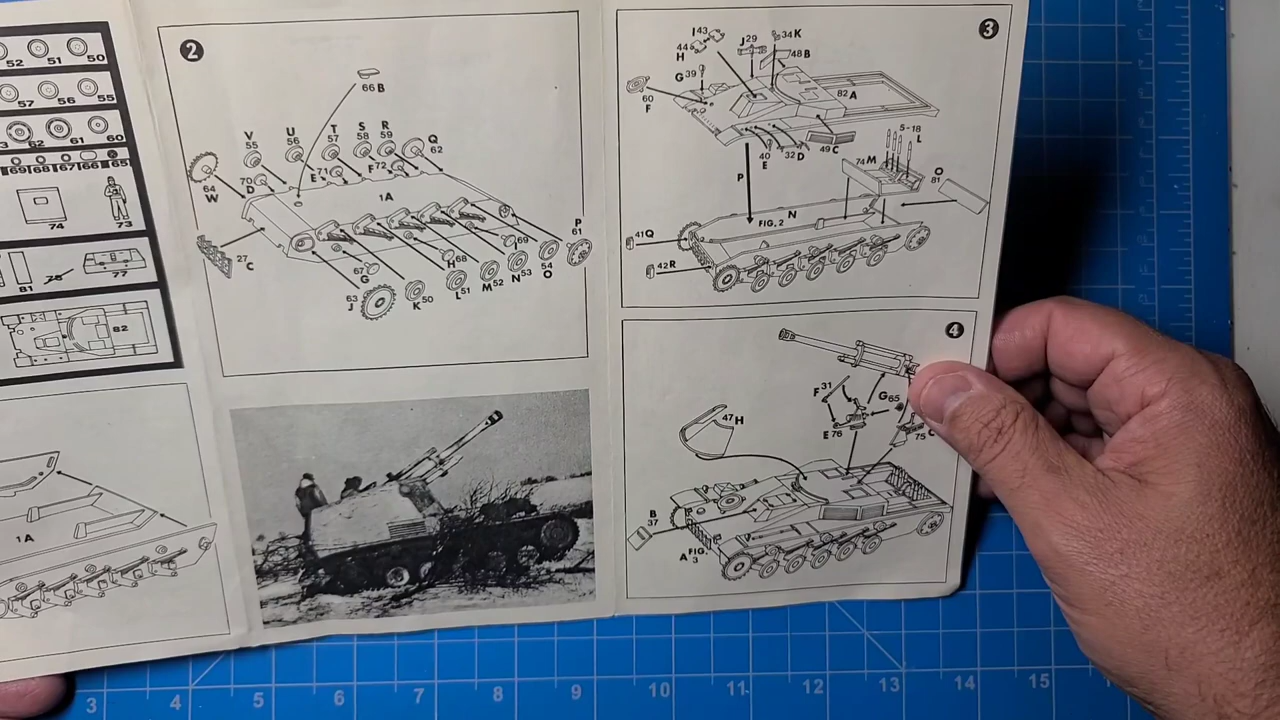 52 51 50
57 56 55
3 62 61 60
69 68 67 66 65
74 73
81 78 77
82
1A
2
66 B
V 55
U 56
T 57
S 58
R 59
Q 62
64 W
70 D
E 71
F 72
1A
27 C
P 61
I 69
H 68
67 G
63 J
K 50
L 51
M 52
N 53
54 O
3
I 43
44 H
J 29
34 K
48 B
G 39
60 F
82 A
49 C
40 E
32 D
5-18 L
74 M
O 81
P
N
FIG. 2
41 Q
42 R
4
F 31
G 65
E 76
75 C
47 H
B 37
A FIG. 3
3 4 5 6 7 8 9 10 11 12 13 14 15